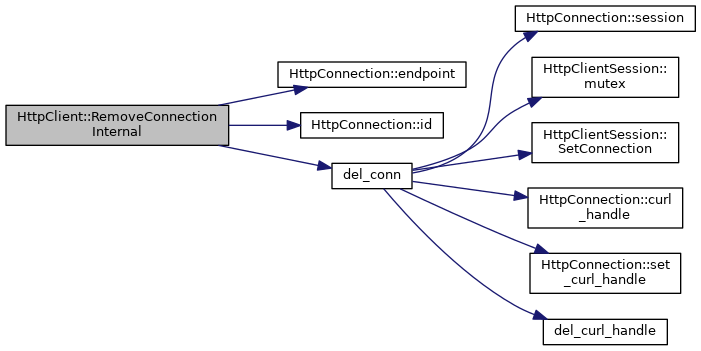 HttpClient::RemoveConnection
Internal
HttpConnection::endpoint
HttpConnection::id
del_conn
HttpConnection::session
HttpClientSession::
mutex
HttpClientSession::
SetConnection
HttpConnection::curl
_handle
HttpConnection::set
_curl_handle
del_curl_handle